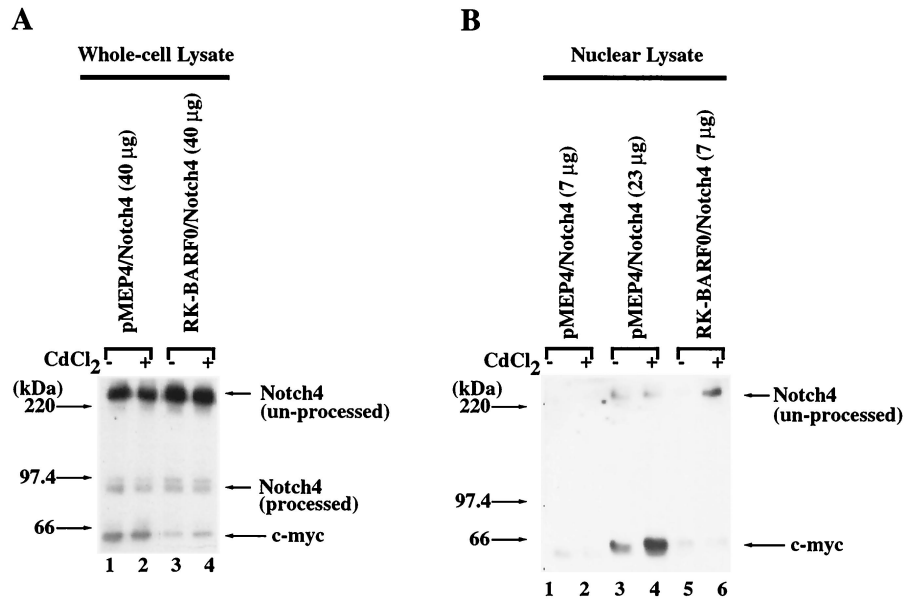 A
Whole-cell Lysate
pMEP4/Notch4 (40 µg)
RK-BARF0/Notch4 (40 µg)
CdCl2 - + - +
(kDa)
220
97.4
66
Notch4
(un-processed)
Notch4
(processed)
c-myc
1 2 3 4
B
Nuclear Lysate
pMEP4/Notch4 (7 µg)
pMEP4/Notch4 (23 µg)
RK-BARF0/Notch4 (7 µg)
CdCl2 - + - + - +
(kDa)
220
97.4
66
Notch4
(un-processed)
c-myc
1 2 3 4 5 6